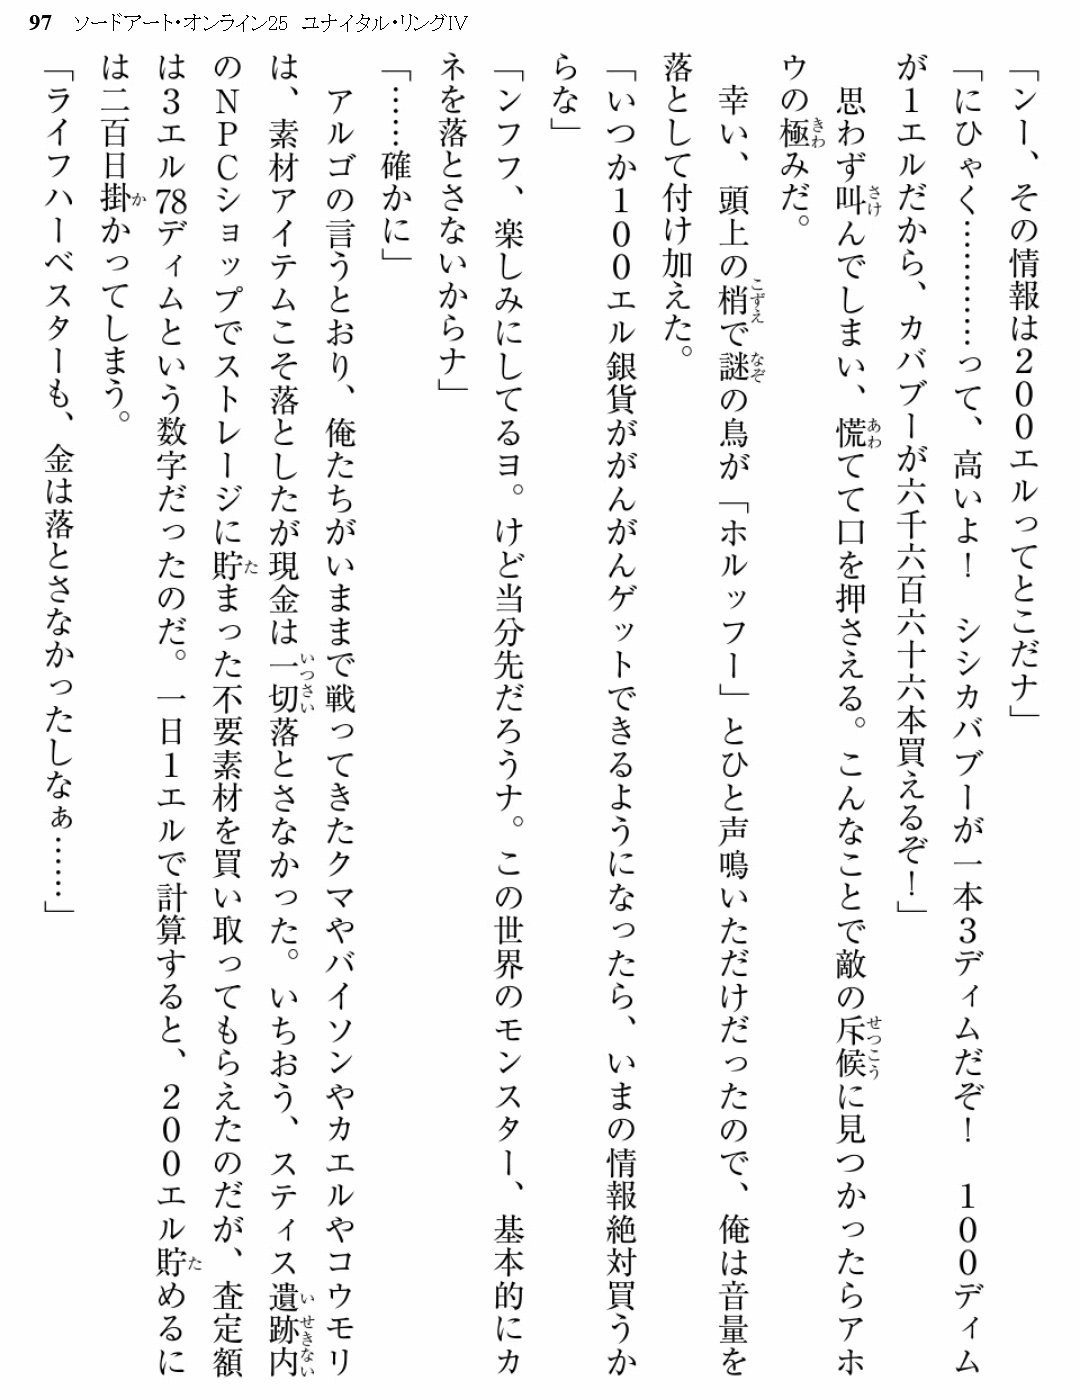 97 ソードアート・オンライン25 ユナイタル・リングⅣ
「ンー、その情報は２００エルってとこだナ」
「にひゃく…………って、高いよ！　シシカバブーが一本３ディムだぞ！　１００ディム
が１エルだから、カバブーが六千六百六十六本買えるぞ！」
　思わず叫んでしまい、慌てて口を押さえる。こんなことで敵の斥候に見つかったらアホ
ウの極みだ。
　幸い、頭上の梢で謎の鳥が「ホルッフー」とひと声鳴いただけだったので、俺は音量を
落として付け加えた。
「いつか１００エル銀貨ががんがんゲットできるようになったら、いまの情報絶対買うか
らな」
「ンフフ、楽しみにしてるヨ。けど当分先だろうナ。この世界のモンスター、基本的にカ
ネを落とさないからナ」
「……確かに」
　アルゴの言うとおり、俺たちがいままで戦ってきたクマやバイソンやカエルやコウモリ
は、素材アイテムこそ落としたが現金は一切落とさなかった。いちおう、スティス遺跡内
のＮＰＣショップでストレージに貯まった不要素材を買い取ってもらえたのだが、査定額
は３エル78ディムという数字だったのだ。一日１エルで計算すると、２００エル貯めるに
は二百日掛かってしまう。
「ライフハーベスターも、金は落とさなかったしなぁ……」